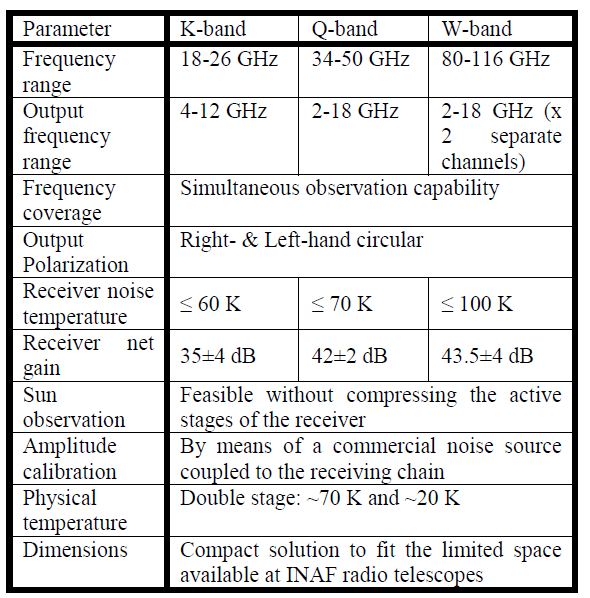 Parameter K-band Q-band W-band
Frequency 18-26 GHz 34-50 GHz 80-116 GHz
range
Output 4-12 GHz 2-18 GHz 2-18 GHz (x
frequency 2 separate
range channels)
Frequency Simultaneous observation capability
coverage
Output Right- & Left-hand circular
Polarization
Receiver noise
temperature ≤ 60 K ≤ 70 K ≤ 100 K
Receiver net
gain 35±4 dB 42±2 dB 43.5±4 dB
Sun Feasible without compressing the active
observation stages of the receiver
Amplitude By means of a commercial noise source
calibration coupled to the receiving chain
Physical Double stage: ~70 K and ~20 K
temperature
Dimensions Compact solution to fit the limited space
available at INAF radio telescopes